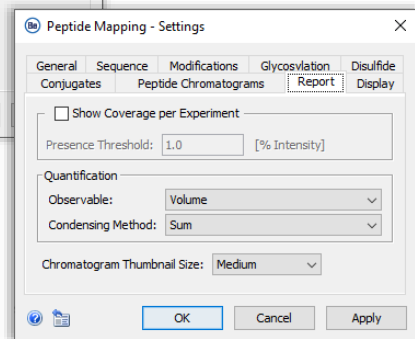 Peptide Mapping - Settings
General Sequence Modifications Glycosylation Disulfide
Conjugates Peptide Chromatograms Report Display
Show Coverage per Experiment
Presence Threshold: 1.0 [% Intensity]
Quantification
Observable: Volume
Condensing Method: Sum
Chromatogram Thumbnail Size: Medium
OK Cancel Apply